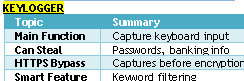 KEYLOGGER
Topic Summary
Main Function Capture keyboard input
Can Steal Passwords, banking info
HTTPS Bypass Captures before encryption
Smart Feature Keyword filtering